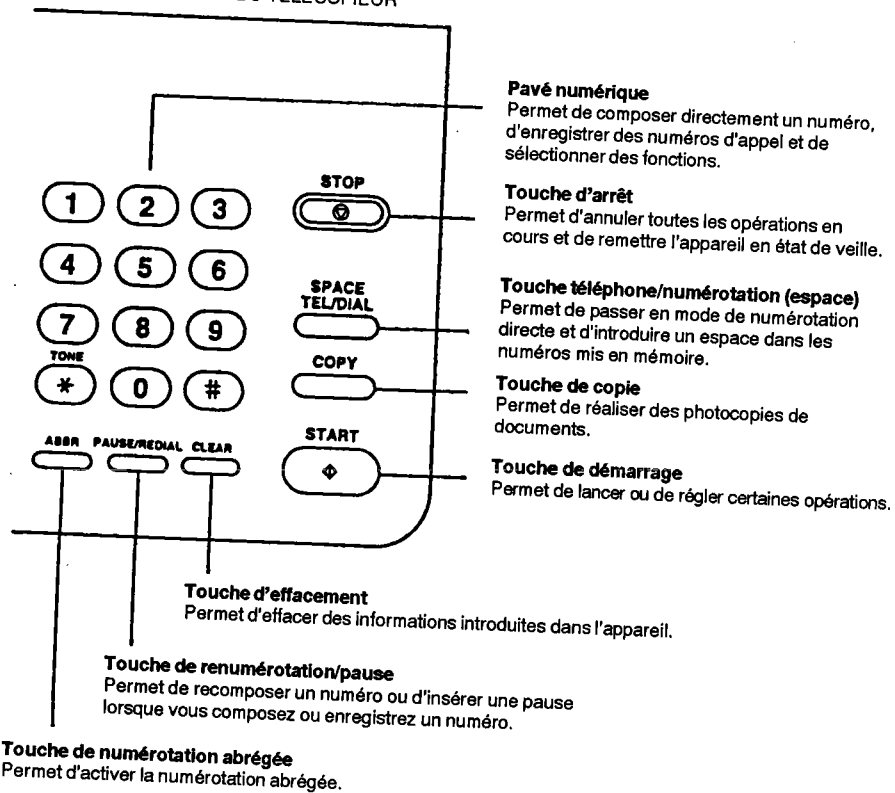 TÉLÉCOPIEUR
Pavé numérique
Permet de composer directement un numéro,
d'enregistrer des numéros d'appel et de
sélectionner des fonctions.
STOP
1 2 3
Touche d'arrêt
Permet d'annuler toutes les opérations en
cours et de remettre l'appareil en état de veille.
4 5 6
SPACE
TEL/DIAL
Touche téléphone/numérotation (espace)
Permet de passer en mode de numérotation
directe et d'introduire un espace dans les
numéros mis en mémoire.
7 8 9
TONE
* 0 #
COPY
Touche de copie
Permet de réaliser des photocopies de
documents.
ABBR PAUSE/REDIAL CLEAR
START
Touche de démarrage
Permet de lancer ou de régler certaines opérations.
Touche d'effacement
Permet d'effacer des informations introduites dans l'appareil.
Touche de renumérotation/pause
Permet de recomposer un numéro ou d'insérer une pause
lorsque vous composez ou enregistrez un numéro.
Touche de numérotation abrégée
Permet d'activer la numérotation abrégée.